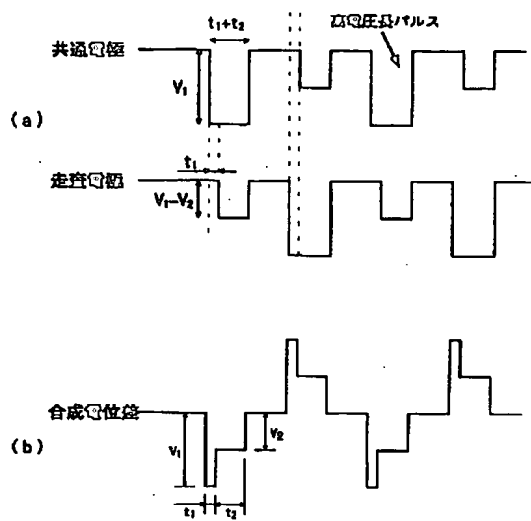 t₁+t₂
高電圧長パルス
共通電極
V₁
(a)
t₁
走査電極
V₁−V₂
合成電位差
V₂
(b)
V₁
t₁
t₂